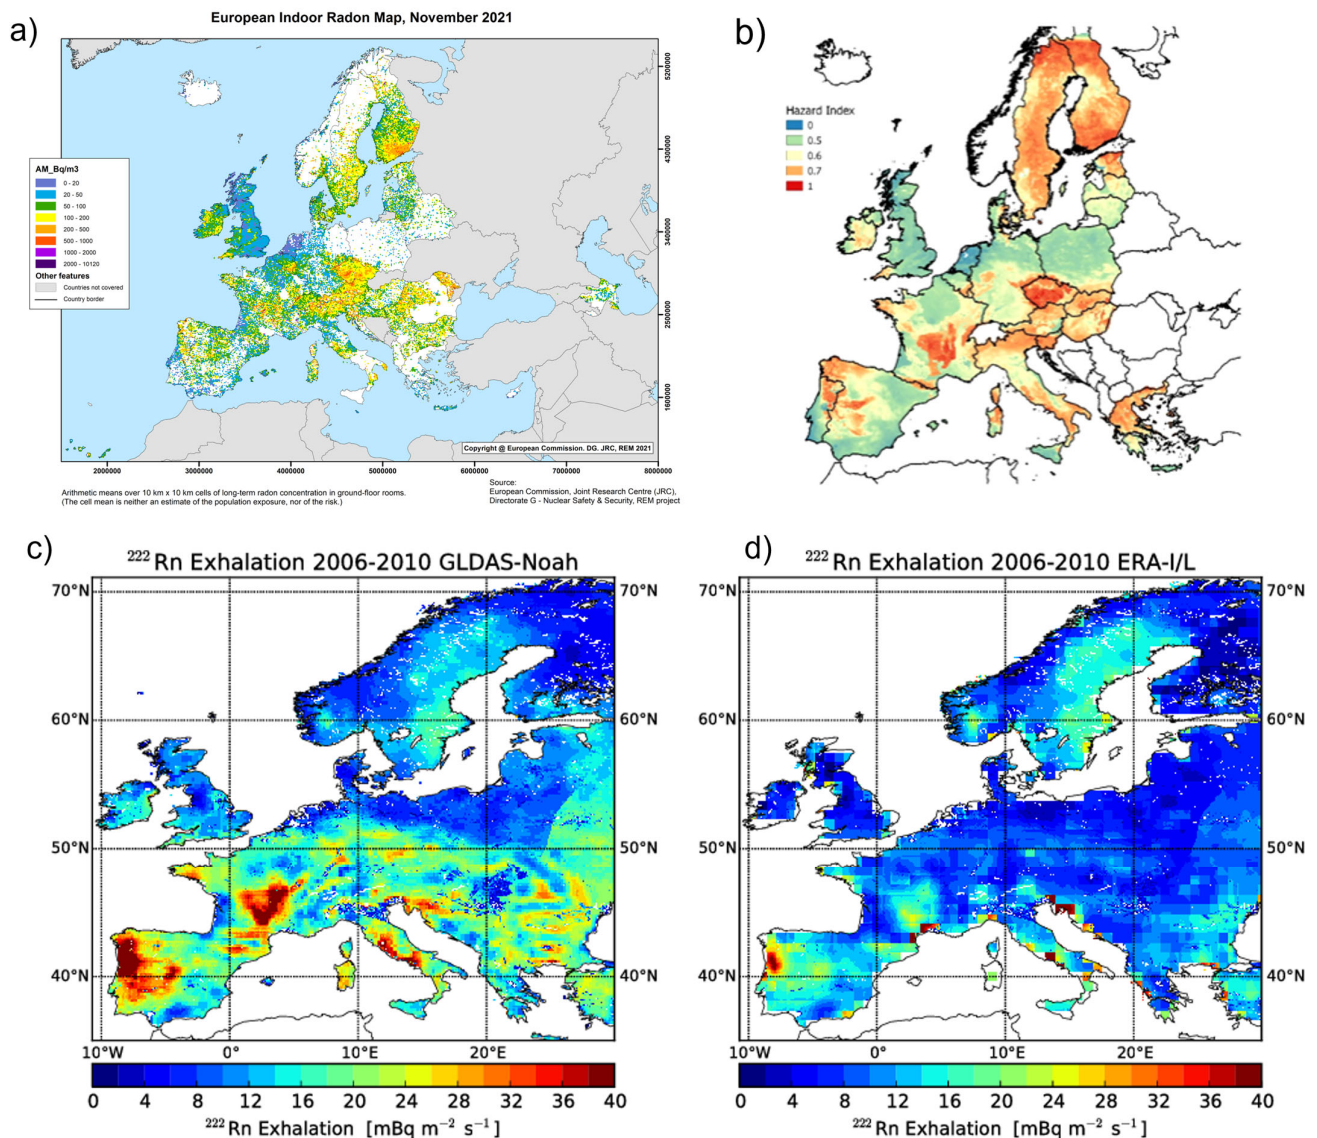 a)
European Indoor Radon Map, November 2021
AM_Bq/m3
0 - 20
20 - 50
50 - 100
100 - 200
200 - 500
500 - 1000
1000 - 2000
2000 - 10120
Other features
Countries not covered
Country border
5200000
4300000
3400000
2500000
1600000
Copyright @ European Commission. DG. JRC, REM 2021
2000000 3000000 4000000 5000000 6000000 7000000 8000000
Arithmetic means over 10 km x 10 km cells of long-term radon concentration in ground-floor rooms.
(The cell mean is neither an estimate of the population exposure, nor of the risk.)
Source:
European Commission, Joint Research Centre (JRC),
Directorate G - Nuclear Safety & Security, REM project
b)
Hazard Index
0
0.5
0.6
0.7
1
c)
²²²Rn Exhalation 2006-2010 GLDAS-Noah
70°N 70°N
60°N 60°N
50°N 50°N
40°N 40°N
10°W 0° 10°E 20°E
0 4 8 12 16 20 24 28 32 36 40
²²²Rn Exhalation [mBq m⁻² s⁻¹]
d)
²²²Rn Exhalation 2006-2010 ERA-I/L
70°N
60°N
50°N
40°N
10°W 0° 10°E 20°E
0 4 8 12 16 20 24 28 32 36 40
²²²Rn Exhalation [mBq m⁻² s⁻¹]